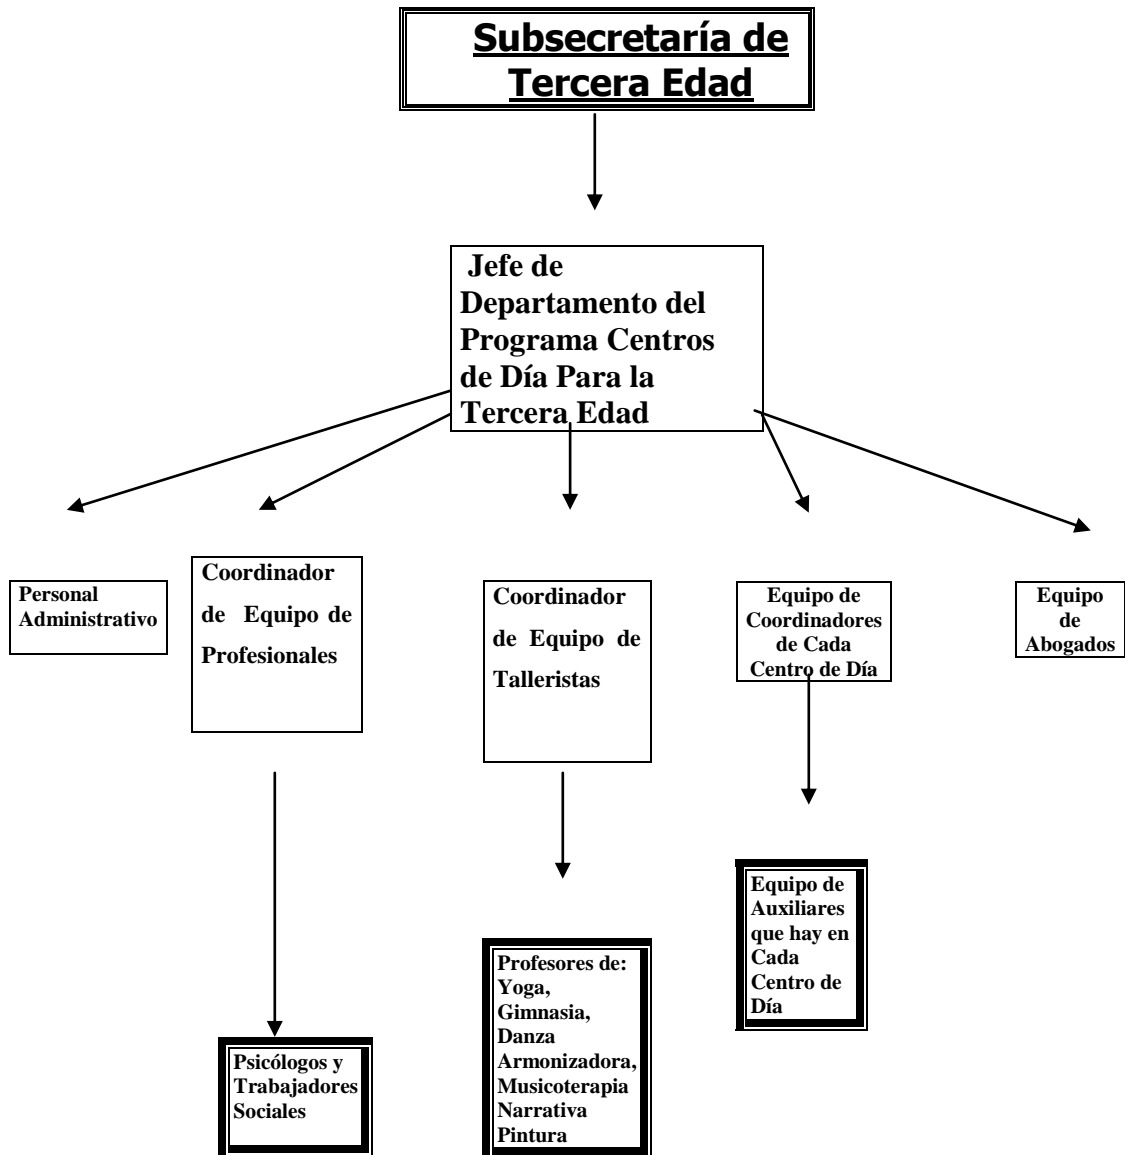 Subsecretaría de
Tercera Edad
Jefe de
Departamento del
Programa Centros
de Día Para la
Tercera Edad
Personal
Administrativo
Coordinador
de Equipo de
Profesionales
Coordinador
de Equipo de
Talleristas
Equipo de
Coordinadores
de Cada
Centro de Día
Equipo
de
Abogados
Psicólogos y
Trabajadores
Sociales
Profesores de:
Yoga,
Gimnasia,
Danza
Armonizadora,
Musicoterapia
Narrativa
Pintura
Equipo de
Auxiliares
que hay en
Cada
Centro de
Día